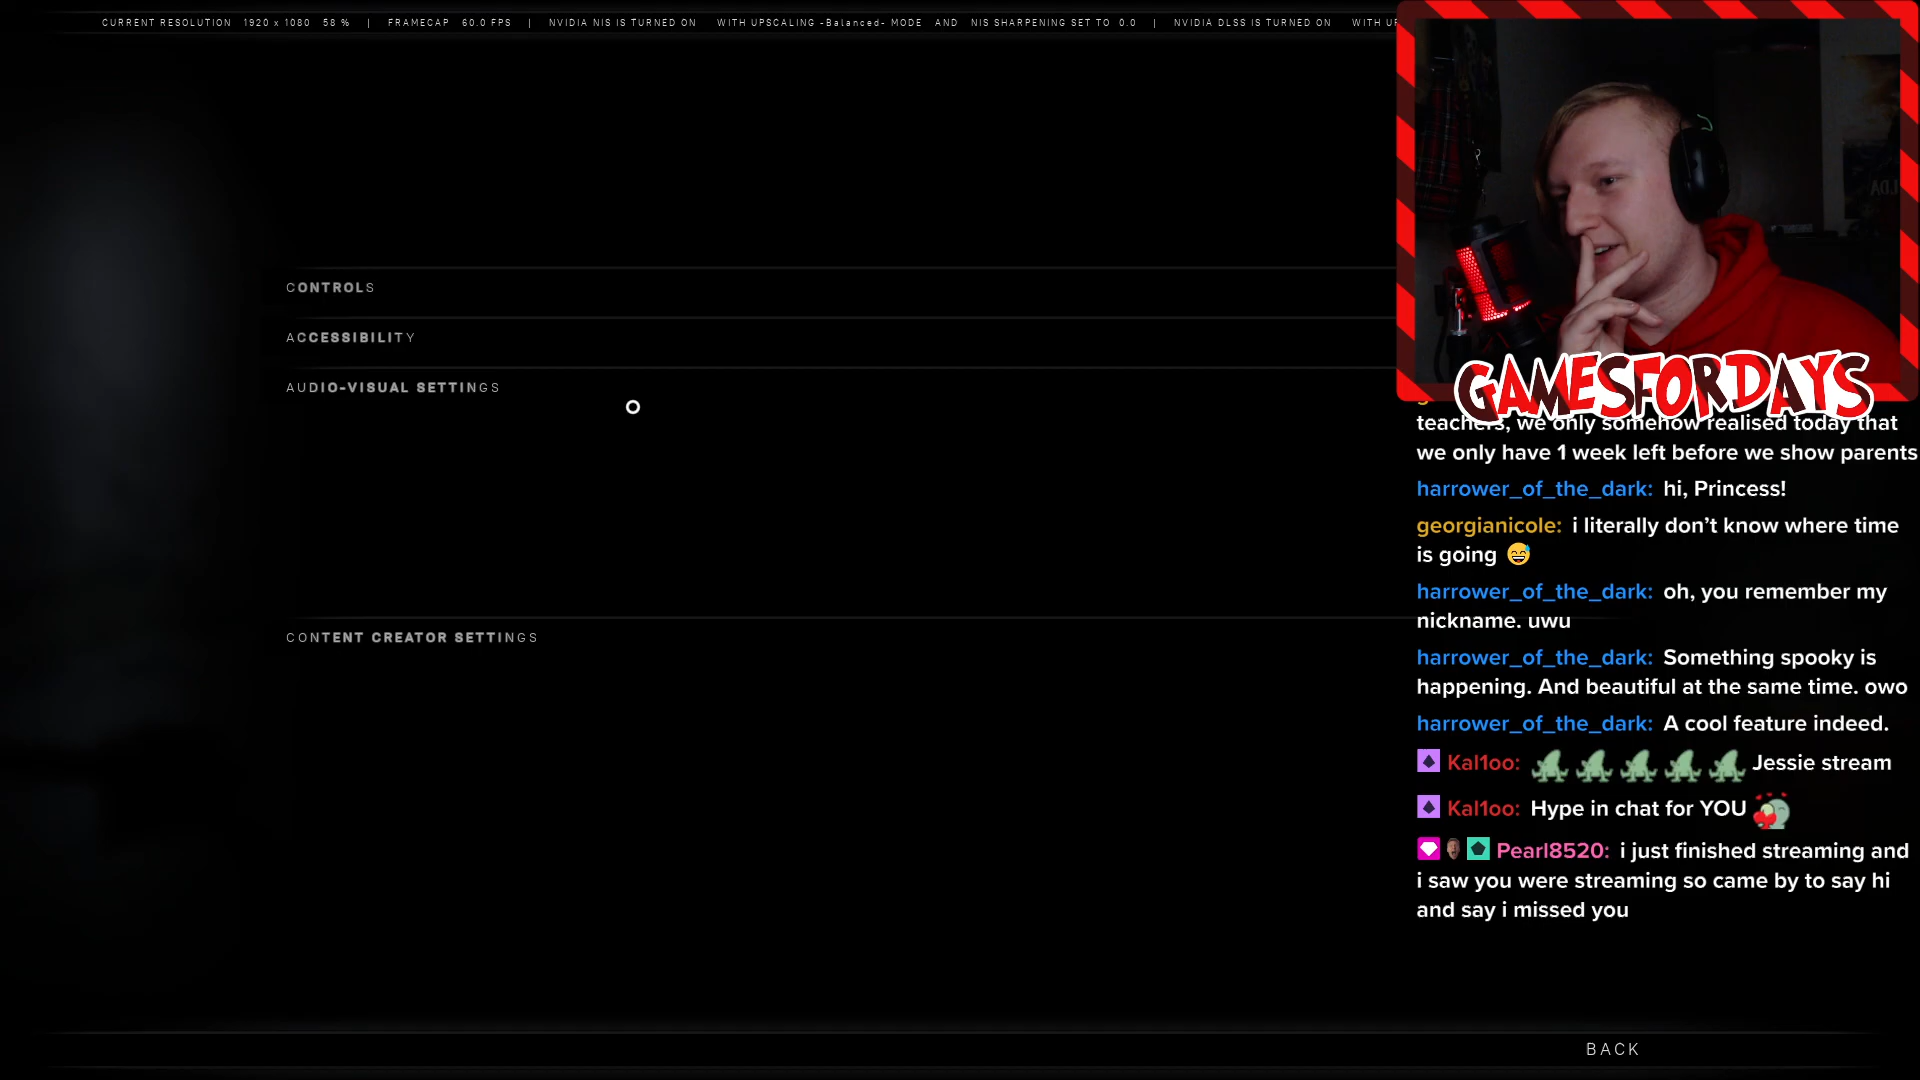 CURRENT RESOLUTION 1920 x 1080 58 % | FRAMECAP 60.0 FPS | NVIDIA NIS IS TURNED ON WITH UPSCALING -Balanced- MODE AND NIS SHARPENING SET TO 0.0 | NVIDIA DLSS IS TURNED ON WITH
CONTROLS
ACCESSIBILITY
AUDIO-VISUAL SETTINGS
CONTENT CREATOR SETTINGS
BACK
GAMESFORDAYS
teachers, we only somehow realised today that
we only have 1 week left before we show parents
harrower_of_the_dark: hi, Princess!
georgianicole: i literally don't know where time
is going 😅
harrower_of_the_dark: oh, you remember my
nickname. uwu
harrower_of_the_dark: Something spooky is
happening. And beautiful at the same time. owo
harrower_of_the_dark: A cool feature indeed.
Kal1oo: Jessie stream
Kal1oo: Hype in chat for YOU
Pearl8520: i just finished streaming and
i saw you were streaming so came by to say hi
and say i missed you